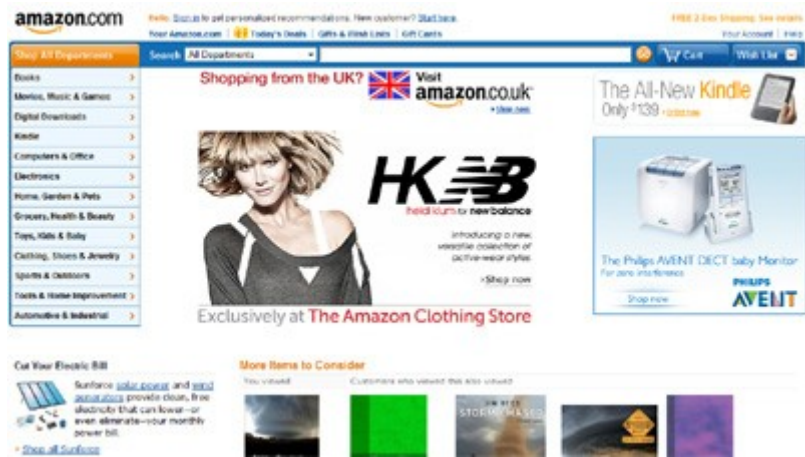 amazon.com
Hello. Sign in to get personalized recommendations. New customer? Start here.
FREE 2-Day Shipping: See details
Your Amazon.com | Today's Deals | Gifts & Wish Lists | Gift Cards
Your Account | Help
Shop All Departments
Search All Departments
Cart
Wish List
Books
Movies, Music & Games
Digital Downloads
Kindle
Computers & Office
Electronics
Home, Garden & Pets
Grocery, Health & Beauty
Toys, Kids & Baby
Clothing, Shoes & Jewelry
Sports & Outdoors
Tools & Home Improvement
Automotive & Industrial
Shopping from the UK?
Visit
amazon.co.uk
Shop now
HK NB
heidi klum for new balance
introducing a new
versatile collection of
active-wear styles
Shop now
Exclusively at The Amazon Clothing Store
The All-New Kindle
Only $139
The Philips AVENT DECT baby Monitor
For zero interference
Shop now
PHILIPS
AVENT
Cut Your Electric Bill
Sunforce solar power and wind
generators provide clean, free
electricity that can lower—or
even eliminate—your monthly
power bill.
Shop all Sunforce
More Items to Consider
You viewed
Customers who viewed this also viewed
STORM CHASER